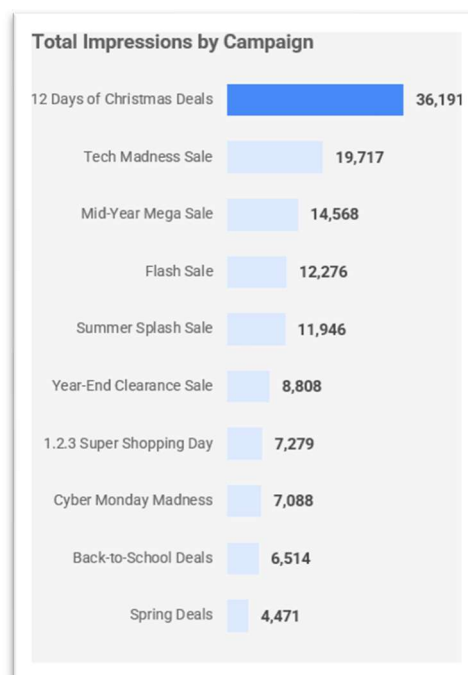 Total Impressions by Campaign
12 Days of Christmas Deals 36,191
Tech Madness Sale 19,717
Mid-Year Mega Sale 14,568
Flash Sale 12,276
Summer Splash Sale 11,946
Year-End Clearance Sale 8,808
1.2.3 Super Shopping Day 7,279
Cyber Monday Madness 7,088
Back-to-School Deals 6,514
Spring Deals 4,471